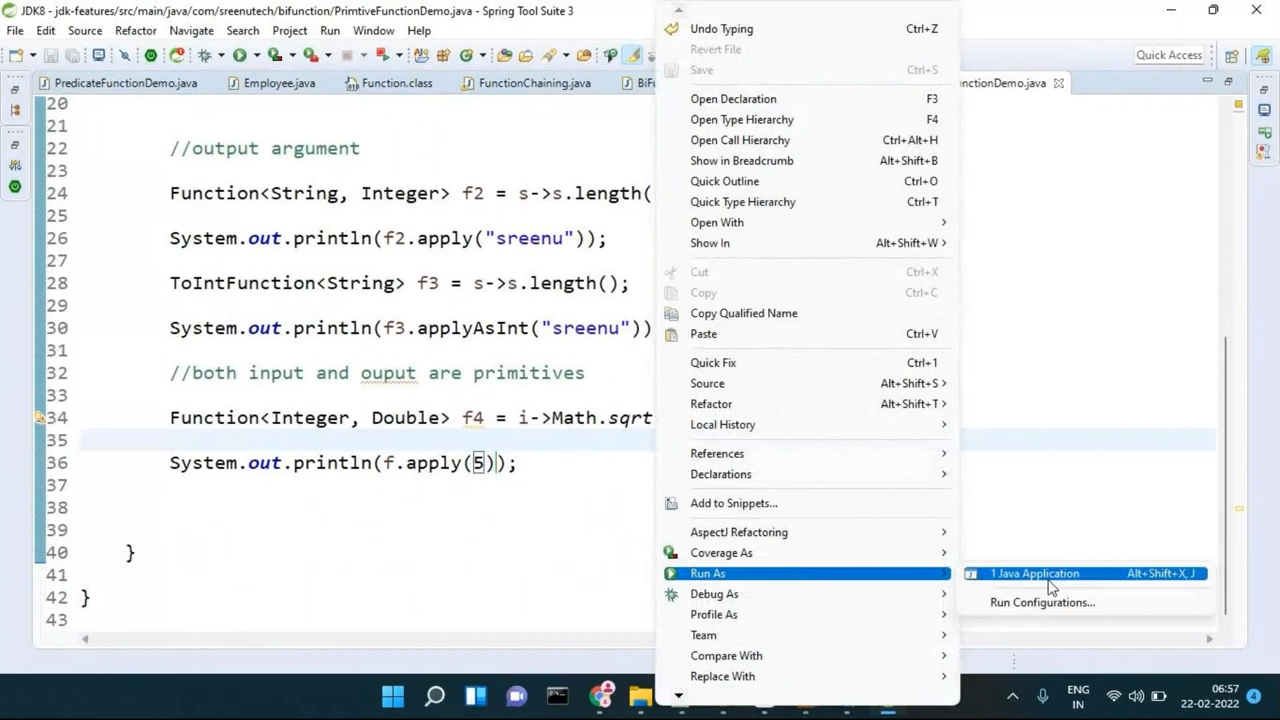 JDK8 - jdk-features/src/main/java/com/sreenutech/bifunction/PrimtiveFunctionDemo.java - Spring Tool Suite 3
File Edit Source Refactor Navigate Search Project Run Window Help
Quick Access
PredicateFunctionDemo.java Employee.java Function.class FunctionChaining.java BiFu nctionDemo.java
20
21
22 //output argument
23
24 Function<String, Integer> f2 = s->s.length(
25
26 System.out.println(f2.apply("sreenu"));
27
28 ToIntFunction<String> f3 = s->s.length();
29
30 System.out.println(f3.applyAsInt("sreenu"))
31
32 //both input and ouput are primitives
33
34 Function<Integer, Double> f4 = i->Math.sqrt
35
36 System.out.println(f.apply(5));
37
38
39
40 }
41
42 }
43
Undo Typing Ctrl+Z
Revert File
Save Ctrl+S
Open Declaration F3
Open Type Hierarchy F4
Open Call Hierarchy Ctrl+Alt+H
Show in Breadcrumb Alt+Shift+B
Quick Outline Ctrl+O
Quick Type Hierarchy Ctrl+T
Open With
Show In Alt+Shift+W
Cut Ctrl+X
Copy Ctrl+C
Copy Qualified Name
Paste Ctrl+V
Quick Fix Ctrl+1
Source Alt+Shift+S
Refactor Alt+Shift+T
Local History
References
Declarations
Add to Snippets...
AspectJ Refactoring
Coverage As
Run As
Debug As
Profile As
Team
Compare With
Replace With
1 Java Application Alt+Shift+X, J
Run Configurations...
ENG
IN
06:57
22-02-2022
4